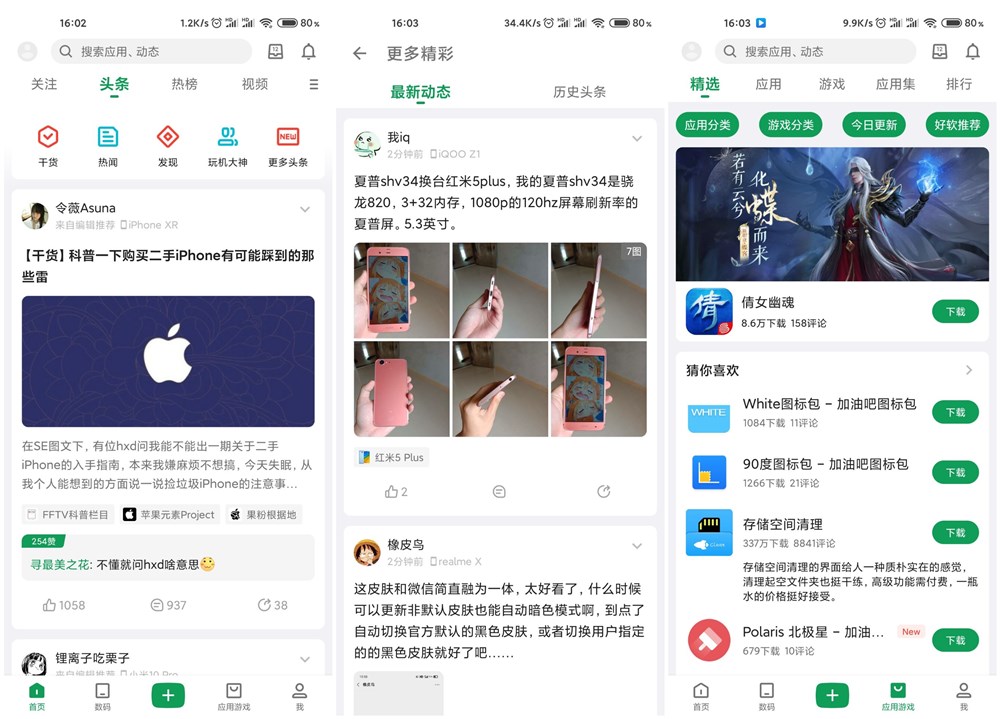 16:02
1.2K/s
80%
搜索应用、动态
12
关注
头条
热榜
视频
干货
热闻
发现
玩机大神
NEW
更多头条
令薇Asuna
来自编辑推荐 iPhone XR
【干货】科普一下购买二手iPhone有可能踩到的那
些雷
在SE图文下，有位hxd问我能不能出一期关于二手
iPhone的入手指南，本来我嫌麻烦不想搞，今天失眠，从
我个人能想到的方面说一说捡垃圾iPhone的注意事…
FFTV科普栏目
苹果元素Project
果粉根据地
254赞
寻最美之花: 不懂就问hxd啥意思
1058
937
38
锂离子吃栗子
来自编辑推荐 小米10 Pro
首页
数码
应用游戏
我
16:03
34.4K/s
80%
更多精彩
最新动态
历史头条
我iq
2分钟前 iQOO Z1
夏普shv34换台红米5plus，我的夏普shv34是骁
龙820，3+32内存，1080p的120hz屏幕刷新率的
夏普屏。5.3英寸。
7图
红米5 Plus
2
橡皮鸟
2分钟前 realme X
这皮肤和微信简直融为一体，太好看了，什么时候
可以更新非默认皮肤也能自动暗色模式啊，到点了
自动切换官方默认的黑色皮肤，或者切换用户指定
的的黑色皮肤就好了吧……
16:03
9.9K/s
80%
搜索应用、动态
12
精选
应用
游戏
应用集
排行
应用分类
游戏分类
今日更新
好软推荐
若有云兮
化蝶而来
倩
倩女幽魂
8.6万下载 158评论
下载
猜你喜欢
WHITE
White图标包 – 加油吧图标包
1084下载 11评论
下载
90度图标包 – 加油吧图标包
1266下载 21评论
下载
存储空间清理
337万下载 8841评论
下载
存储空间清理的界面给人一种质朴实在的感觉，
清理起空文件夹也挺干练，高级功能需付费，一瓶
水的价格挺好接受。
Polaris 北极星 – 加油…
New
679下载 10评论
下载
首页
数码
应用游戏
我